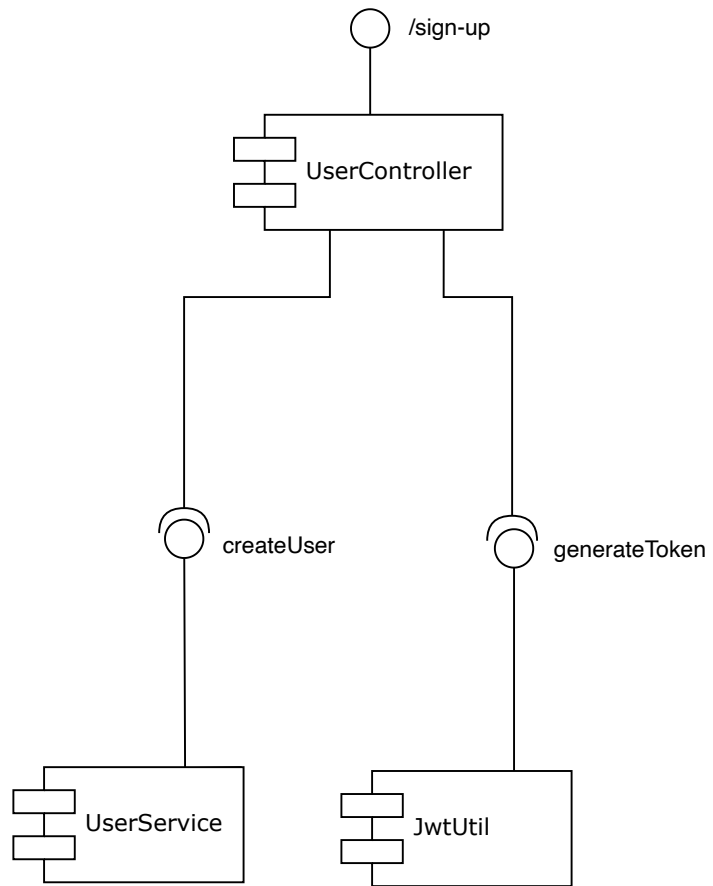 /sign-up
UserController
createUser
generateToken
UserService
JwtUtil